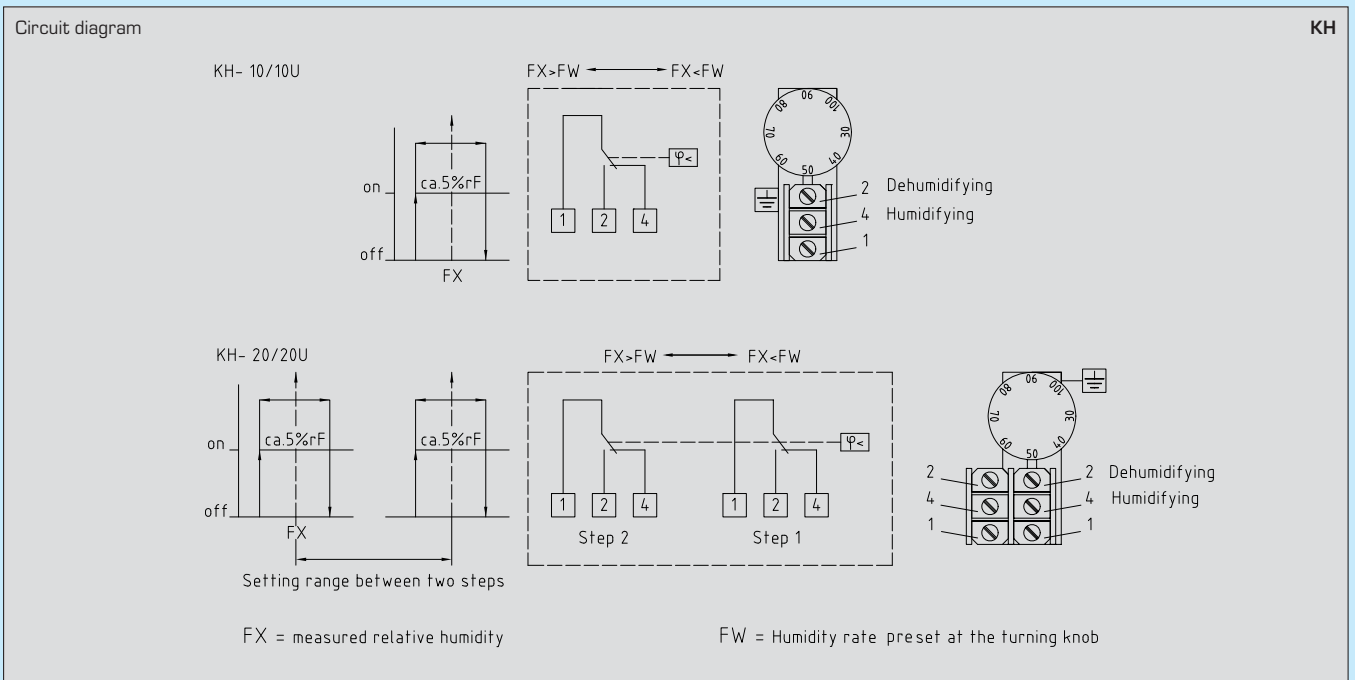 Circuit diagram
KH
KH- 10/10U
FX>FW
FX<FW
on
ca.5%rF
off
FX
φ<
1
2
4
80
90
100
70
30
60
50
40
2 Dehumidifying
4 Humidifying
1
KH- 20/20U
FX>FW
FX<FW
on
ca.5%rF
ca.5%rF
off
FX
Setting range between two steps
φ<
1
2
4
1
2
4
Step 2
Step 1
80
90
100
70
30
60
50
40
2
4
1
2 Dehumidifying
4 Humidifying
1
FX = measured relative humidity
FW = Humidity rate preset at the turning knob